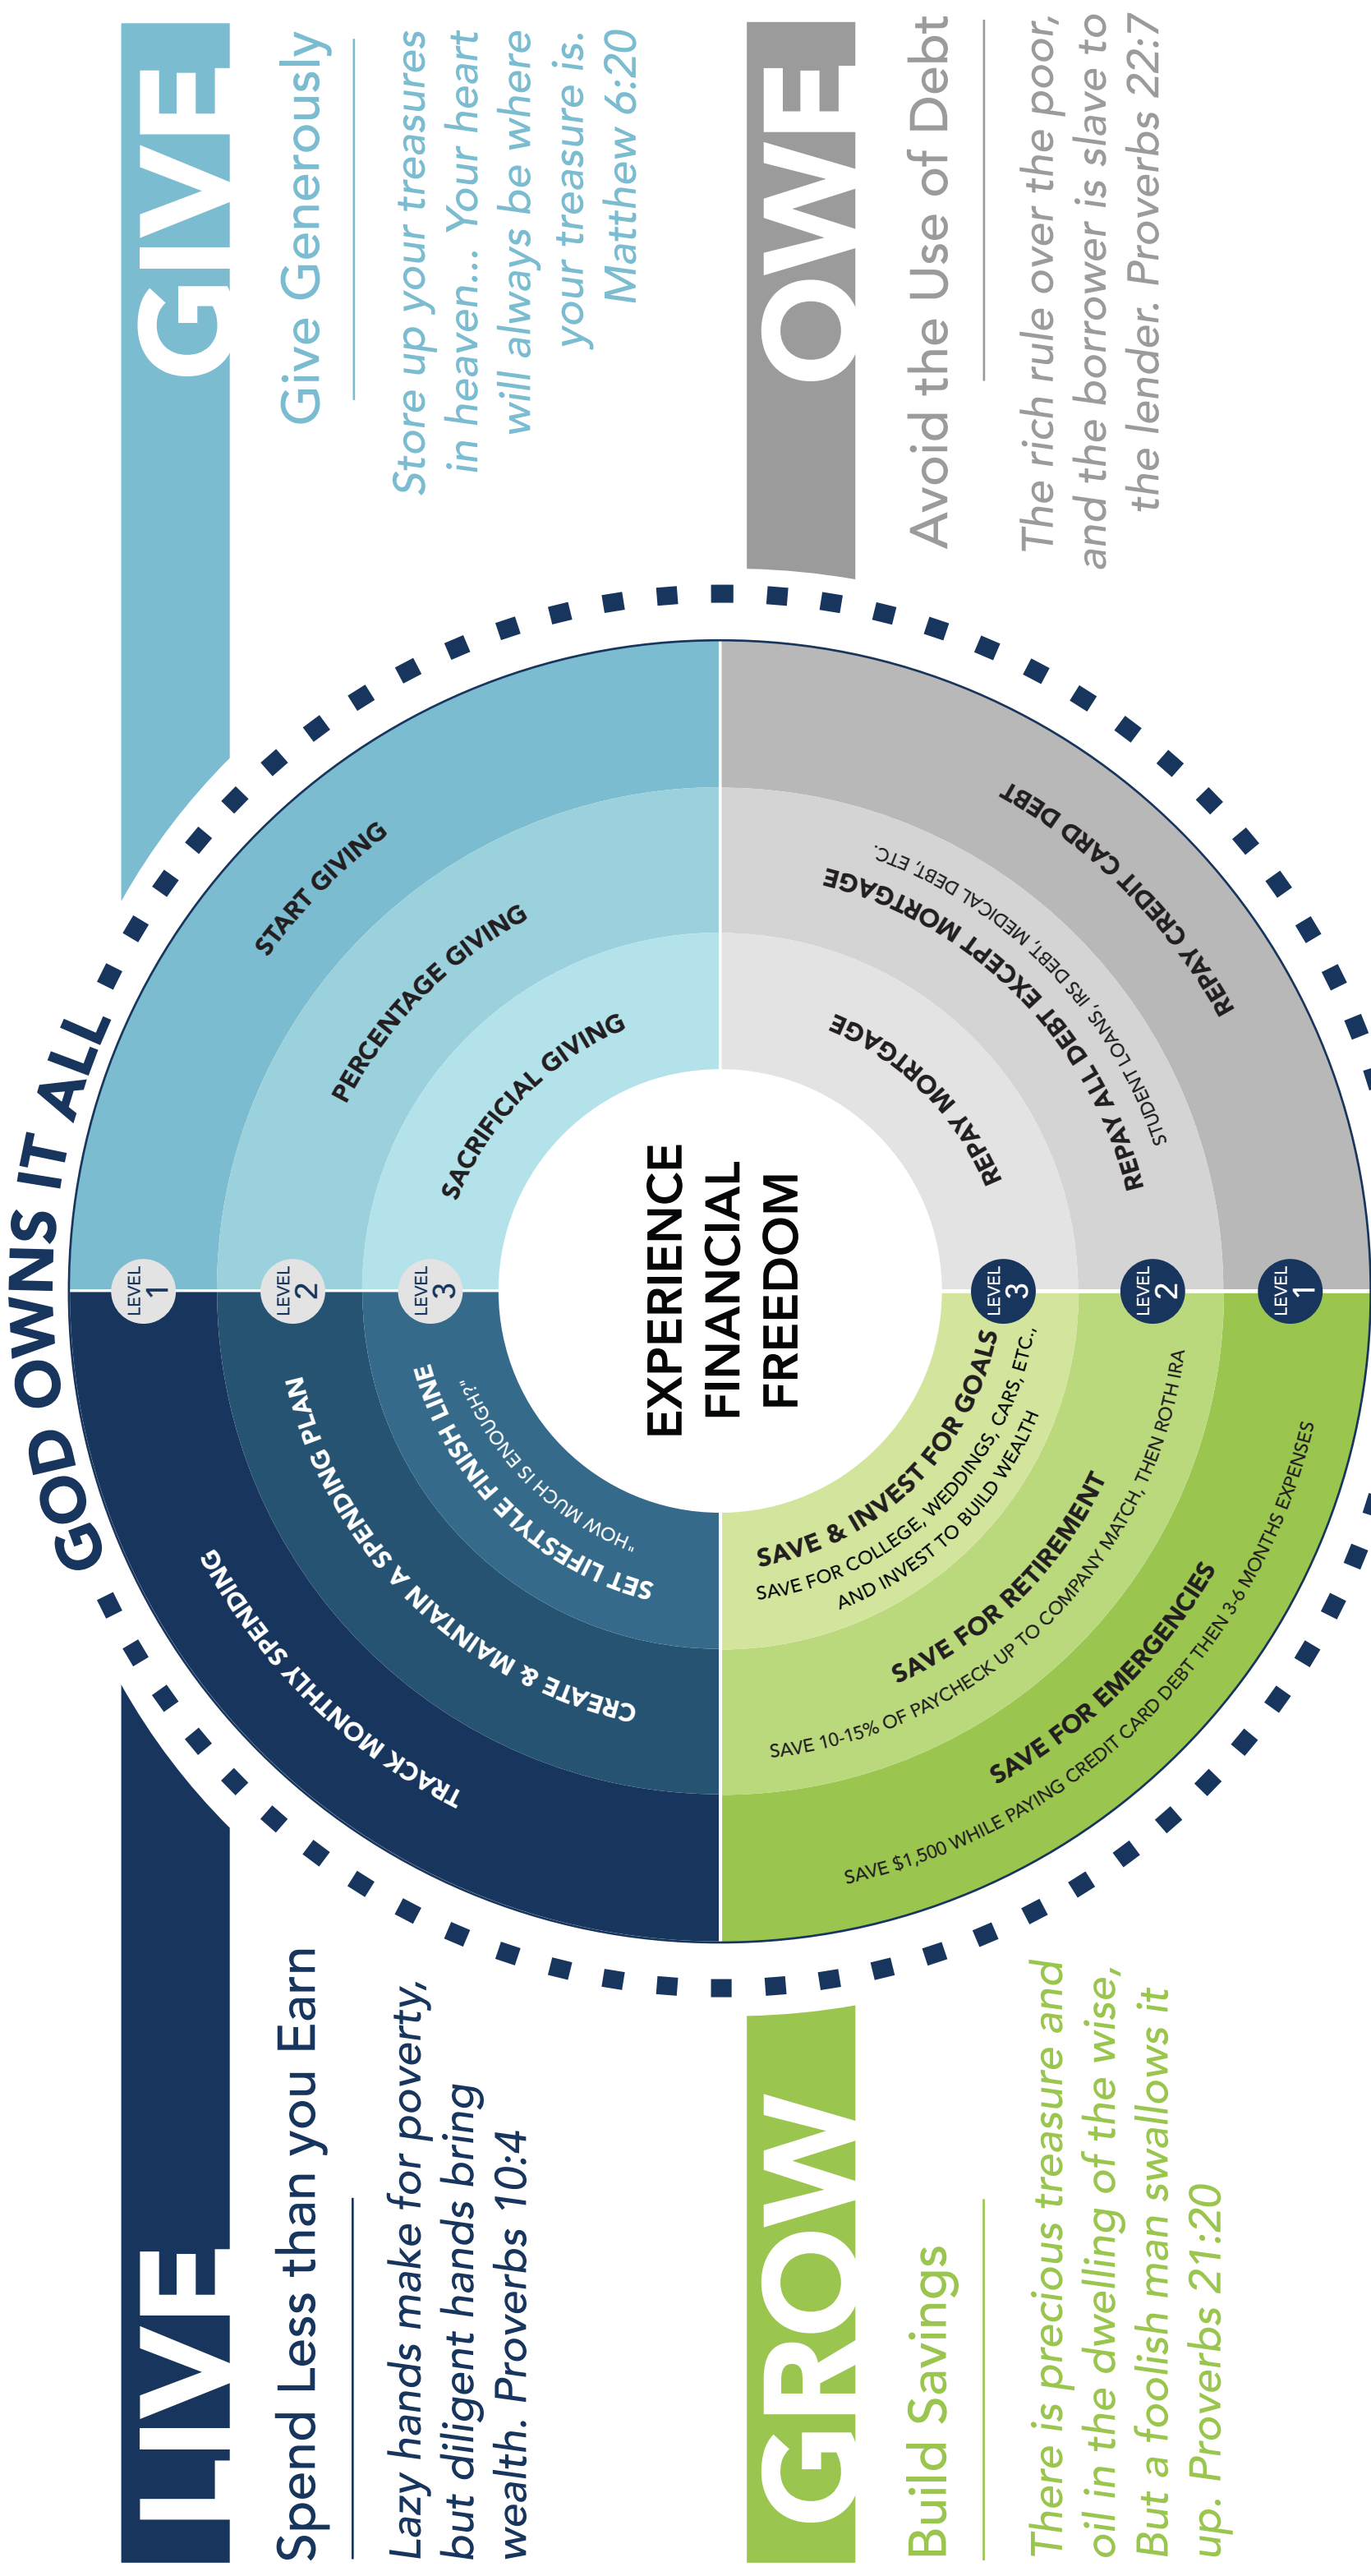 GOD OWNS IT ALL
LIVE
Spend Less than you Earn
Lazy hands make for poverty,
but diligent hands bring
wealth. Proverbs 10:4
GIVE
Give Generously
Store up your treasures
in heaven... Your heart
will always be where
your treasure is.
Matthew 6:20
LEVEL
1
LEVEL
2
LEVEL
3
TRACK MONTHLY SPENDING
CREATE & MAINTAIN A SPENDING PLAN
SET LIFESTYLE FINISH LINE
"HOW MUCH IS ENOUGH?"
START GIVING
PERCENTAGE GIVING
SACRIFICIAL GIVING
EXPERIENCE
FINANCIAL
FREEDOM
GROW
Build Savings
There is precious treasure and
oil in the dwelling of the wise,
But a foolish man swallows it
up. Proverbs 21:20
SAVE & INVEST FOR GOALS
SAVE FOR COLLEGE, WEDDINGS, CARS, ETC.,
AND INVEST TO BUILD WEALTH
SAVE FOR RETIREMENT
SAVE 10-15% OF PAYCHECK UP TO COMPANY MATCH, THEN ROTH IRA
SAVE FOR EMERGENCIES
SAVE $1,500 WHILE PAYING CREDIT CARD DEBT THEN 3-6 MONTHS EXPENSES
LEVEL
3
LEVEL
2
LEVEL
1
REPAY MORTGAGE
REPAY ALL DEBT EXCEPT MORTGAGE
STUDENT LOANS, IRS DEBT, MEDICAL DEBT, ETC.
REPAY CREDIT CARD DEBT
OWE
Avoid the Use of Debt
The rich rule over the poor,
and the borrower is slave to
the lender. Proverbs 22:7